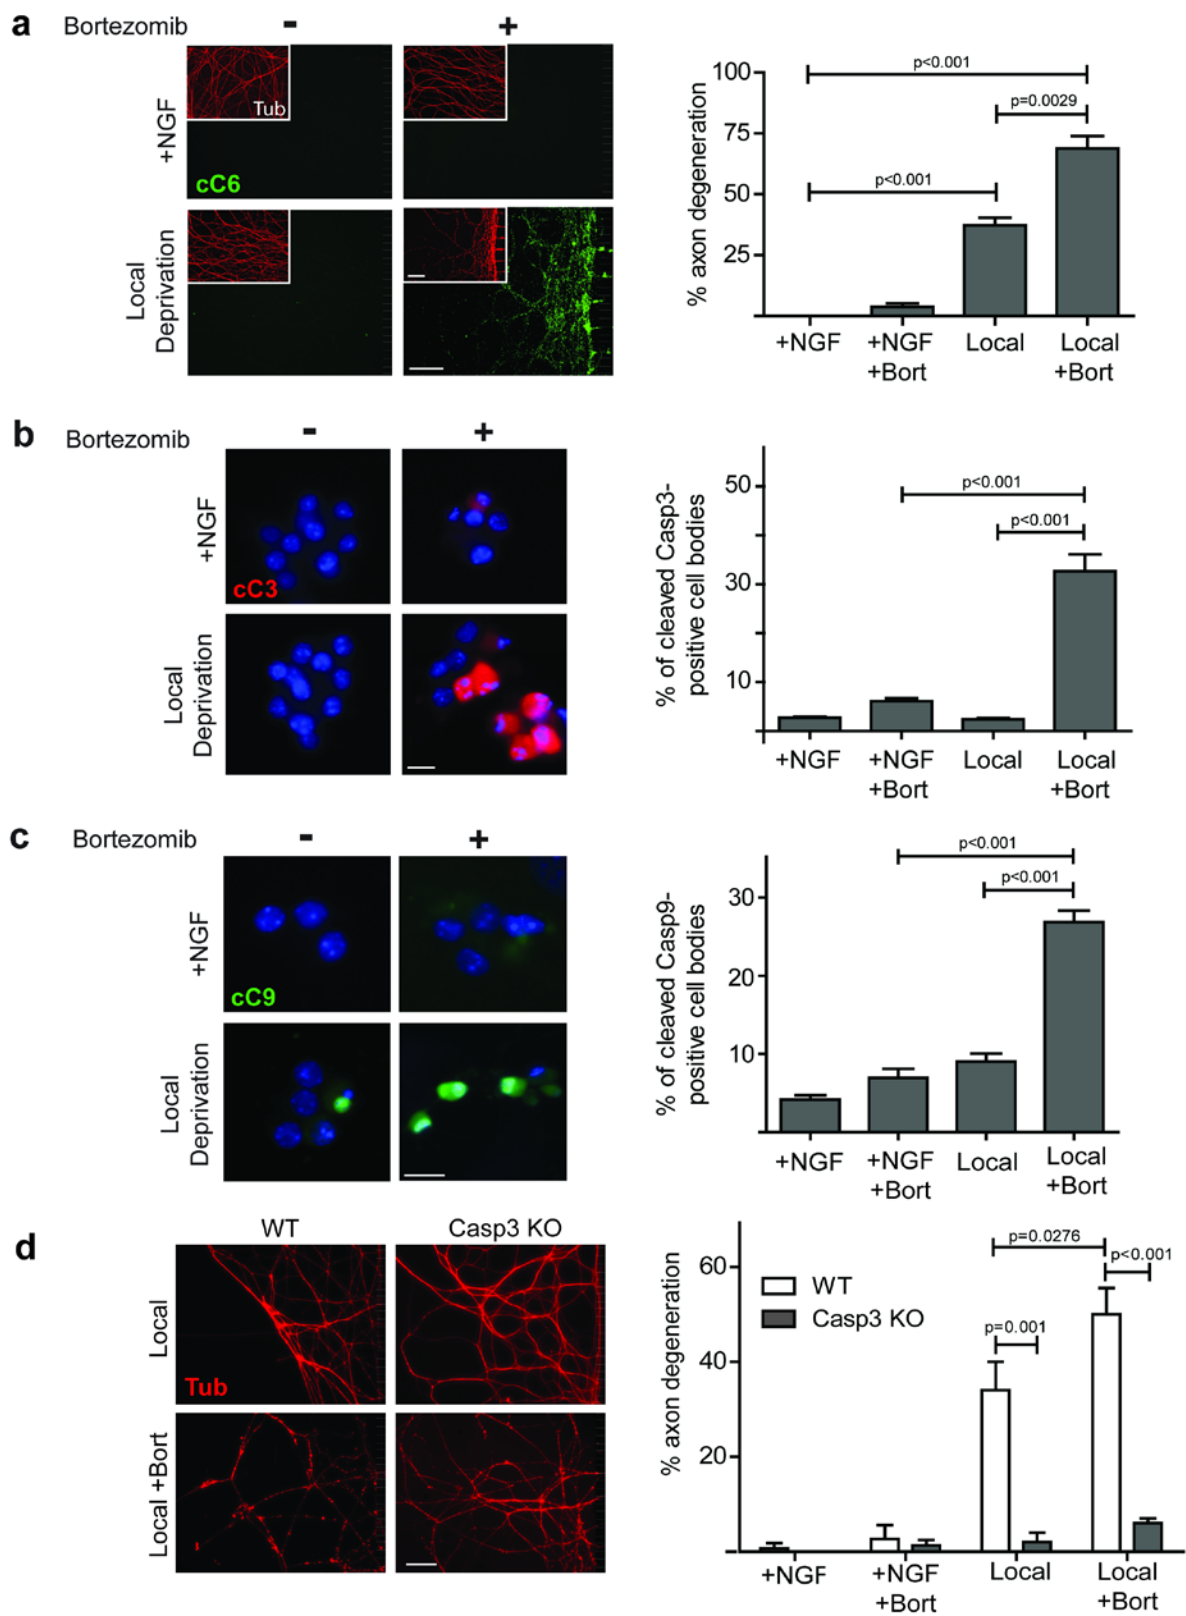 a
Bortezomib - +
+NGF
Tub
cC6
Local
Deprivation
% axon degeneration
100
75
50
25
p<0.001
p=0.0029
p<0.001
+NGF +NGF Local Local
+Bort +Bort
b
Bortezomib - +
+NGF
cC3
Local
Deprivation
% of cleaved Casp3-
positive cell bodies
50
30
10
p<0.001
p<0.001
+NGF +NGF Local Local
+Bort +Bort
c
Bortezomib - +
+NGF
cC9
Local
Deprivation
% of cleaved Casp9-
positive cell bodies
30
20
10
p<0.001
p<0.001
+NGF +NGF Local Local
+Bort +Bort
d
WT Casp3 KO
Local
Tub
Local +Bort
% axon degeneration
60
40
20
WT
Casp3 KO
p=0.0276
p<0.001
p=0.001
+NGF +NGF Local Local
+Bort +Bort